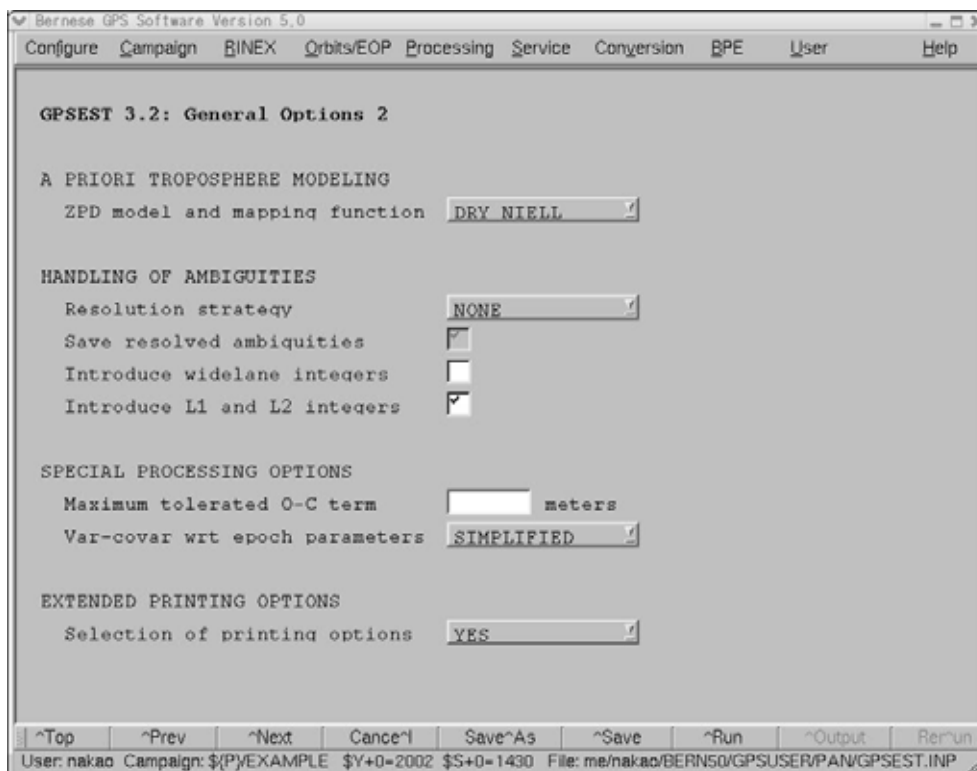 Bernese GPS Software Version 5.0
Configure Campaign RINEX Orbits/EOP Processing Service Conversion BPE User Help
GPSEST 3.2: General Options 2
A PRIORI TROPOSPHERE MODELING
ZPD model and mapping function DRY NIELL
HANDLING OF AMBIGUITIES
Resolution strategy NONE
Save resolved ambiguities
Introduce widelane integers
Introduce L1 and L2 integers
SPECIAL PROCESSING OPTIONS
Maximum tolerated O-C term meters
Var-covar wrt epoch parameters SIMPLIFIED
EXTENDED PRINTING OPTIONS
Selection of printing options YES
^Top ^Prev ^Next Cance^l Save^As ^Save ^Run ^Output Rer^un
User: nakao Campaign: ${P}/EXAMPLE $Y+0=2002 $S+0=1430 File: me/nakao/BERN50/GPSUSER/PAN/GPSEST.INP